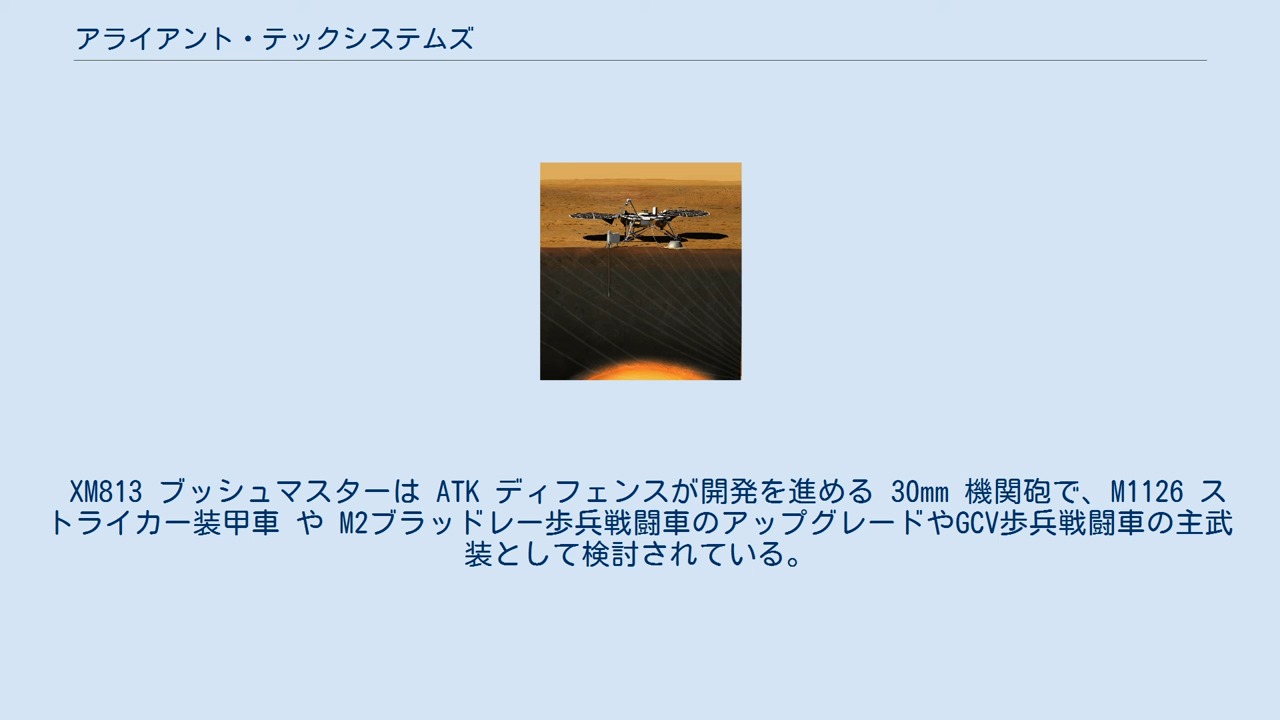 アライアント・テックシステムズ
XM813 ブッシュマスターは ATK ディフェンスが開発を進める 30mm 機関砲で、M1126 ス
トライカー装甲車 や M2ブラッドレー歩兵戦闘車のアップグレードやGCV歩兵戦闘車の主武
装として検討されている。